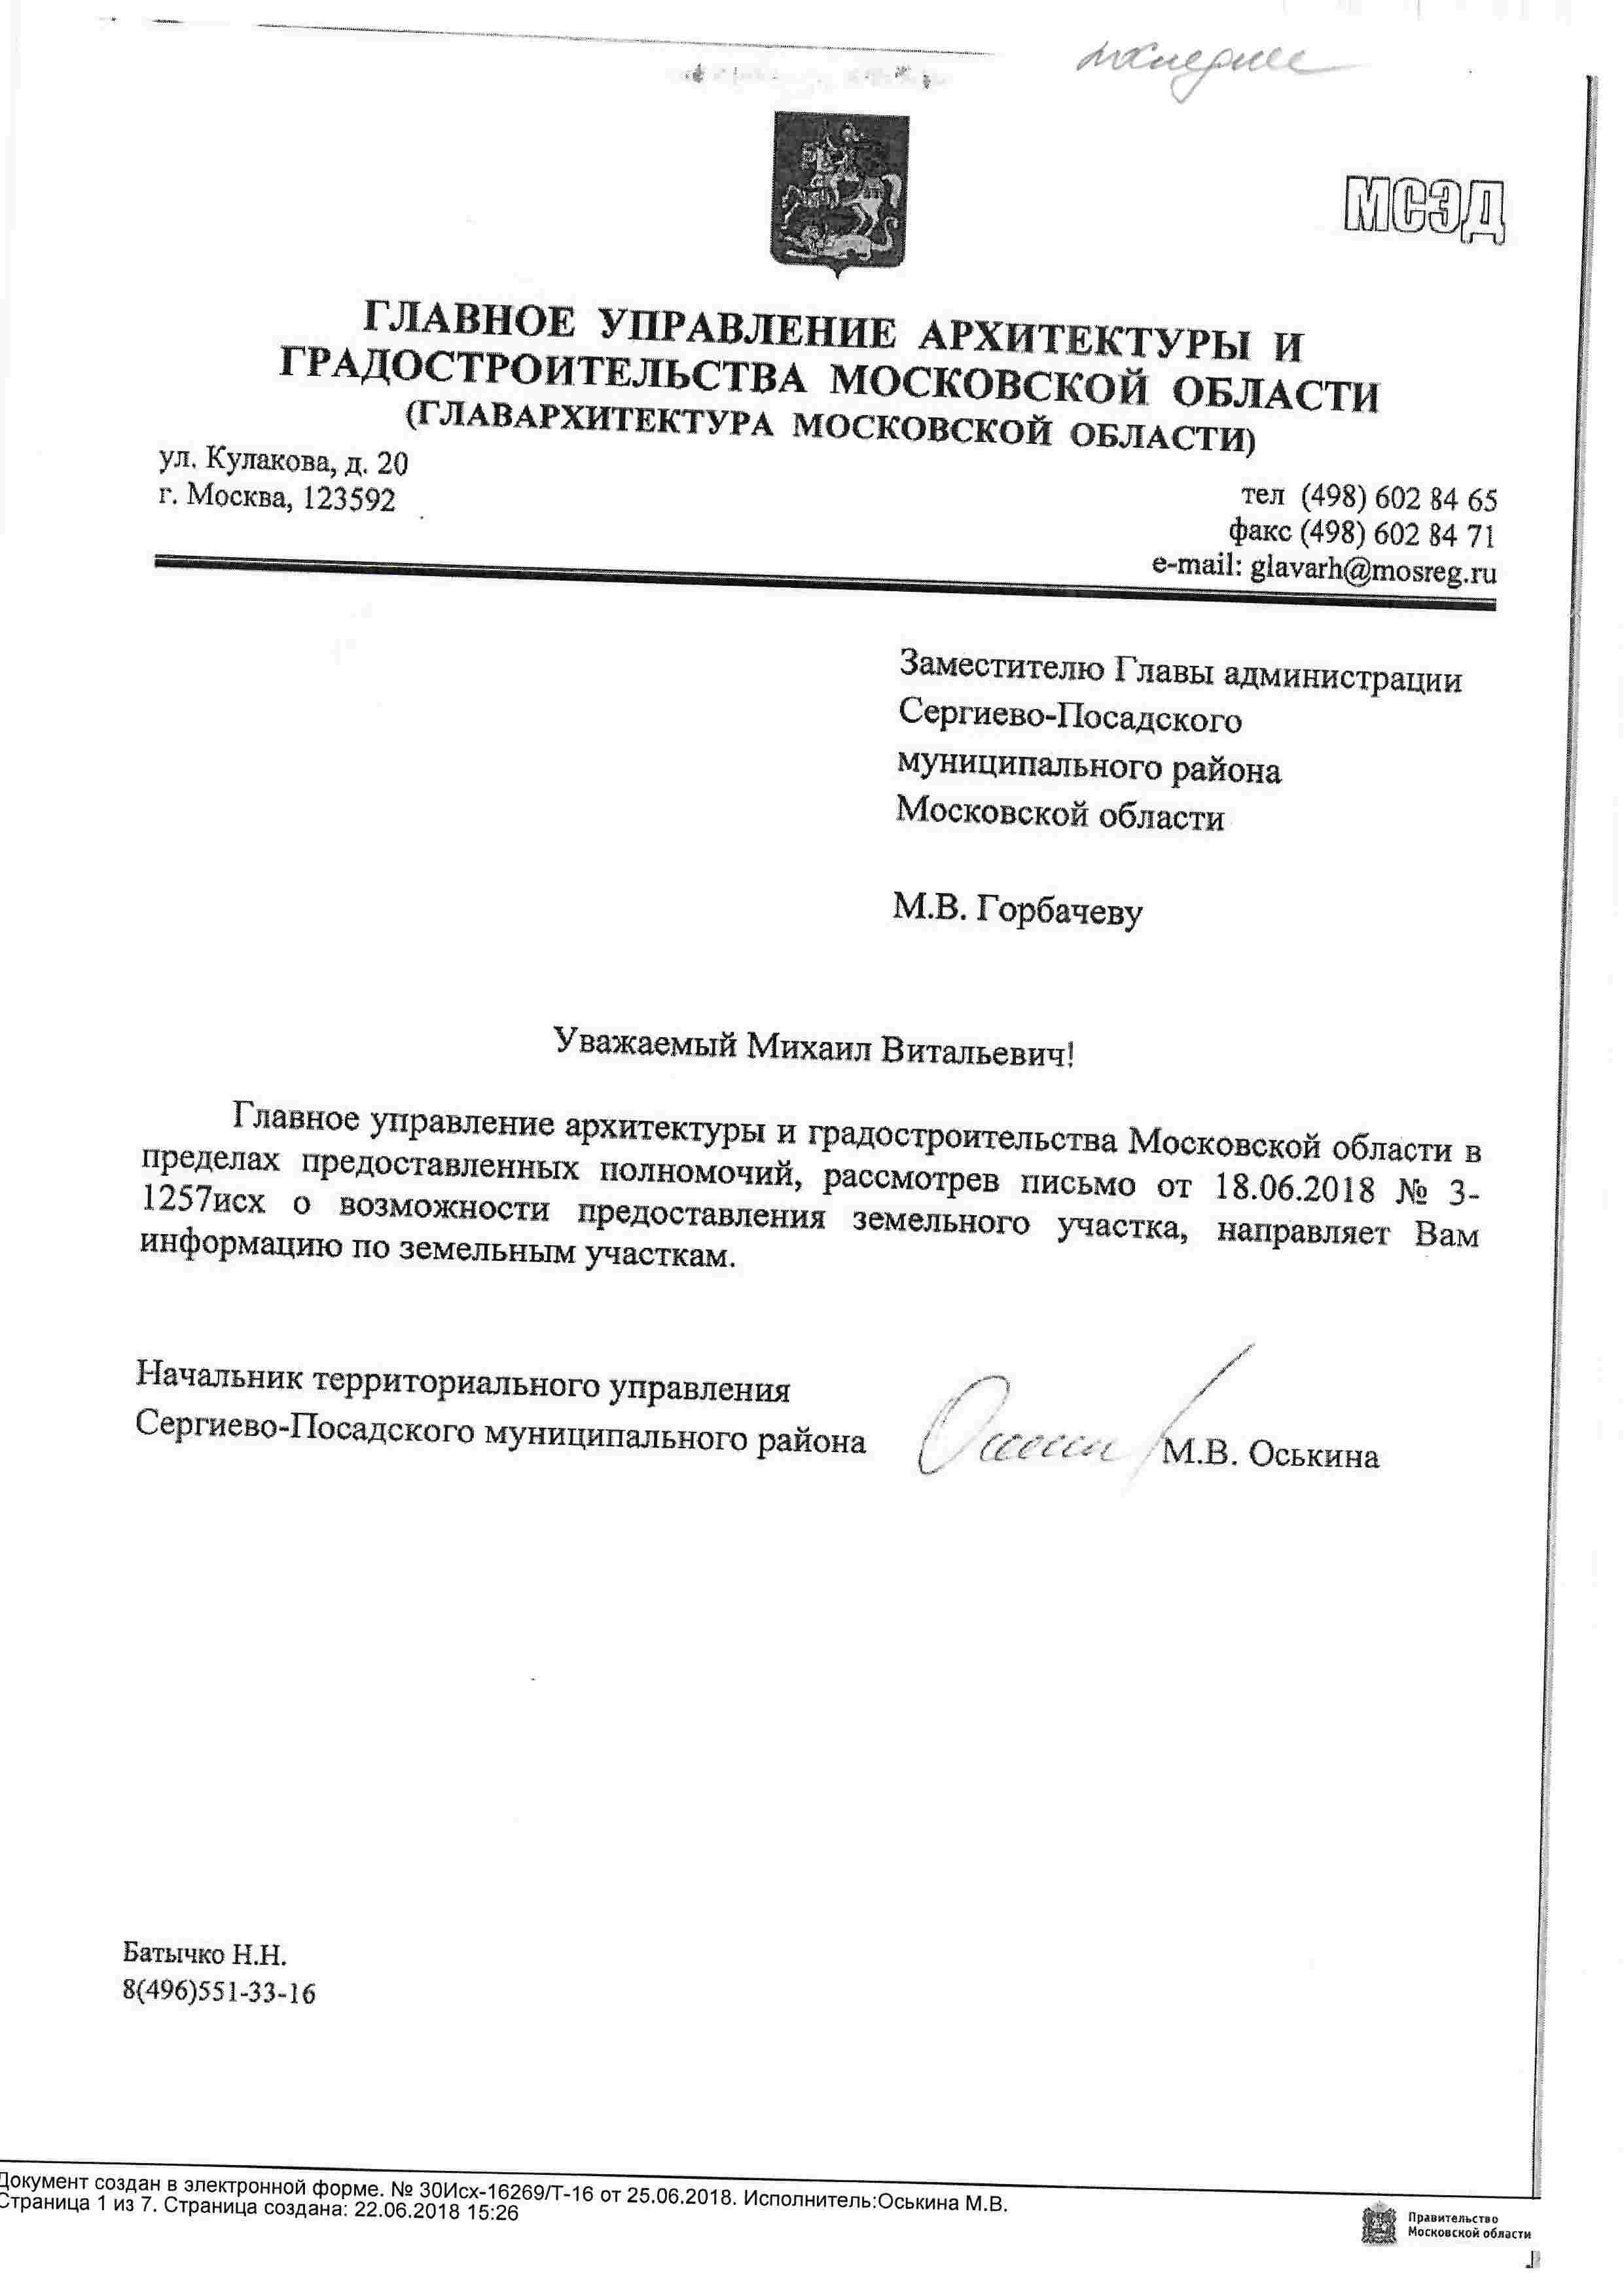 последнее
МСЭД
ГЛАВНОЕ УПРАВЛЕНИЕ АРХИТЕКТУРЫ И
ГРАДОСТРОИТЕЛЬСТВА МОСКОВСКОЙ ОБЛАСТИ
(ГЛАВАРХИТЕКТУРА МОСКОВСКОЙ ОБЛАСТИ)
ул. Кулакова, д. 20
г. Москва, 123592
тел (498) 602 84 65
факс (498) 602 84 71
e-mail: glavarh@mosreg.ru
Заместителю Главы администрации
Сергиево-Посадского
муниципального района
Московской области
М.В. Горбачеву
Уважаемый Михаил Витальевич!
Главное управление архитектуры и градостроительства Московской области в
пределах предоставленных полномочий, рассмотрев письмо от 18.06.2018 № 3-
1257исх о возможности предоставления земельного участка, направляет Вам
информацию по земельным участкам.
Начальник территориального управления
Сергиево-Посадского муниципального района
М.В. Оськина
Батычко Н.Н.
8(496)551-33-16
Документ создан в электронной форме. № 30Исх-16269/Т-16 от 25.06.2018. Исполнитель:Оськина М.В.
Страница 1 из 7. Страница создана: 22.06.2018 15:26
Правительство
Московской области